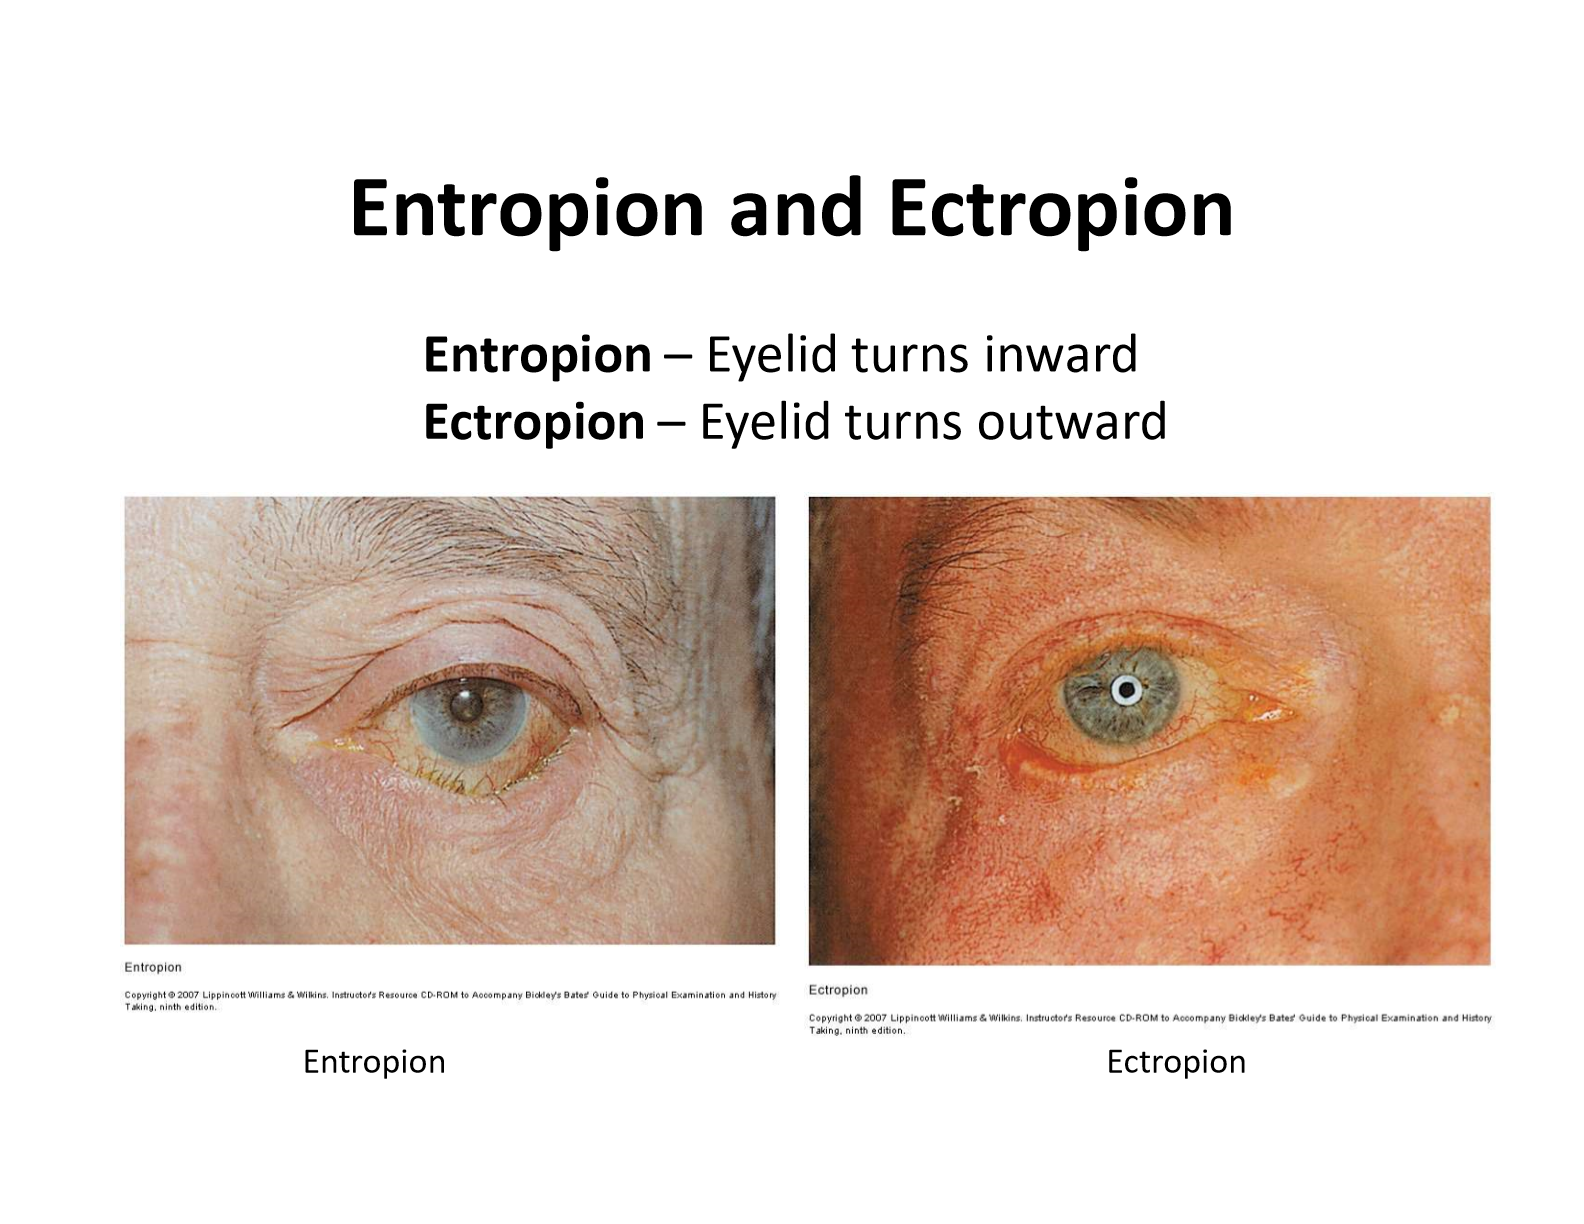 Entropion and Ectropion
Entropion – Eyelid turns inward
Ectropion – Eyelid turns outward
Entropion
Copyright © 2007 Lippincott Williams & Wilkins. Instructor's Resource CD-ROM to Accompany Bickley's Bates' Guide to Physical Examination and History
Taking, ninth edition.
Ectropion
Copyright © 2007 Lippincott Williams & Wilkins. Instructor's Resource CD-ROM to Accompany Bickley's Bates' Guide to Physical Examination and History
Taking, ninth edition.
Entropion
Ectropion